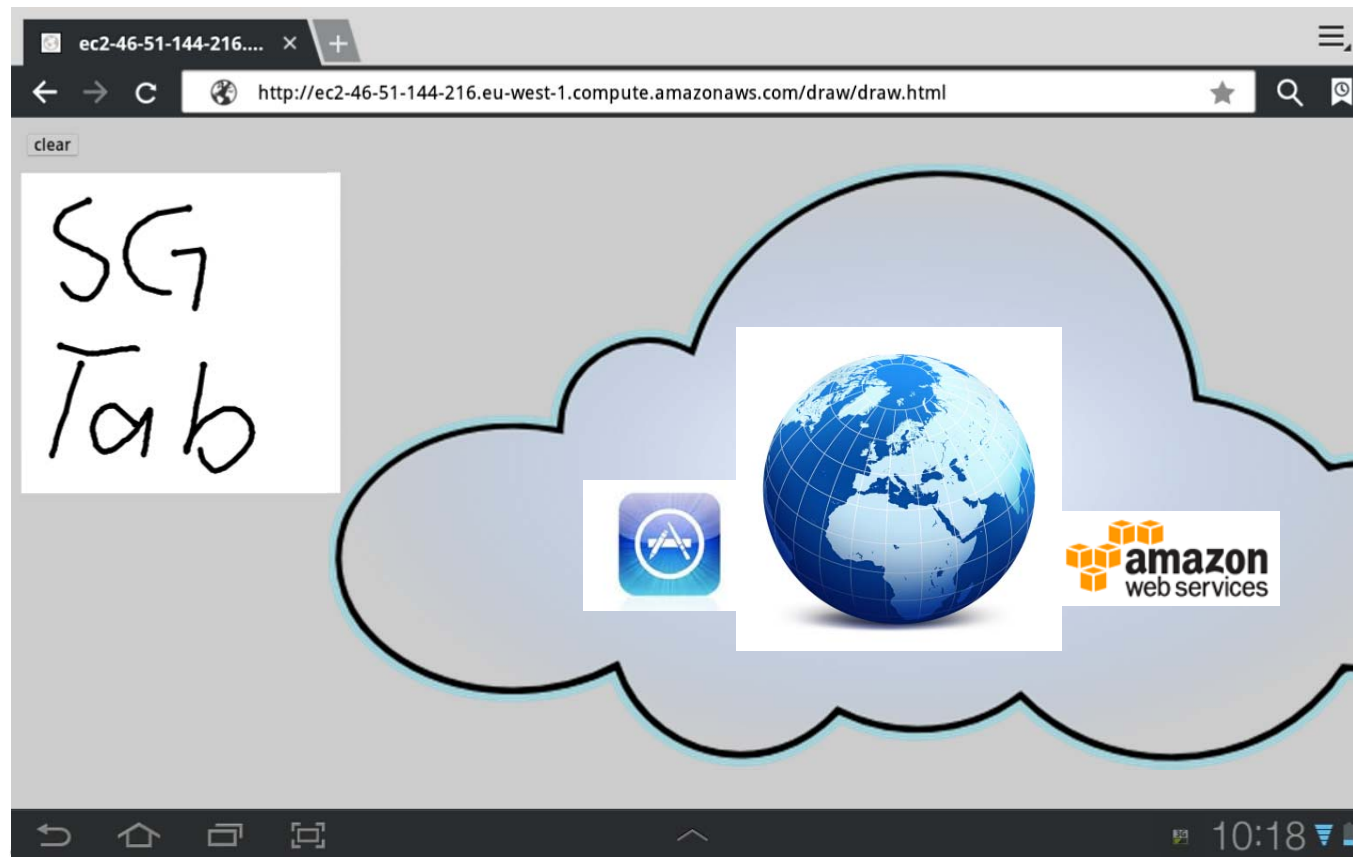 ec2-46-51-144-216....
http://ec2-46-51-144-216.eu-west-1.compute.amazonaws.com/draw/draw.html
clear
SG
Tab
amazon
web services
3G
10:18